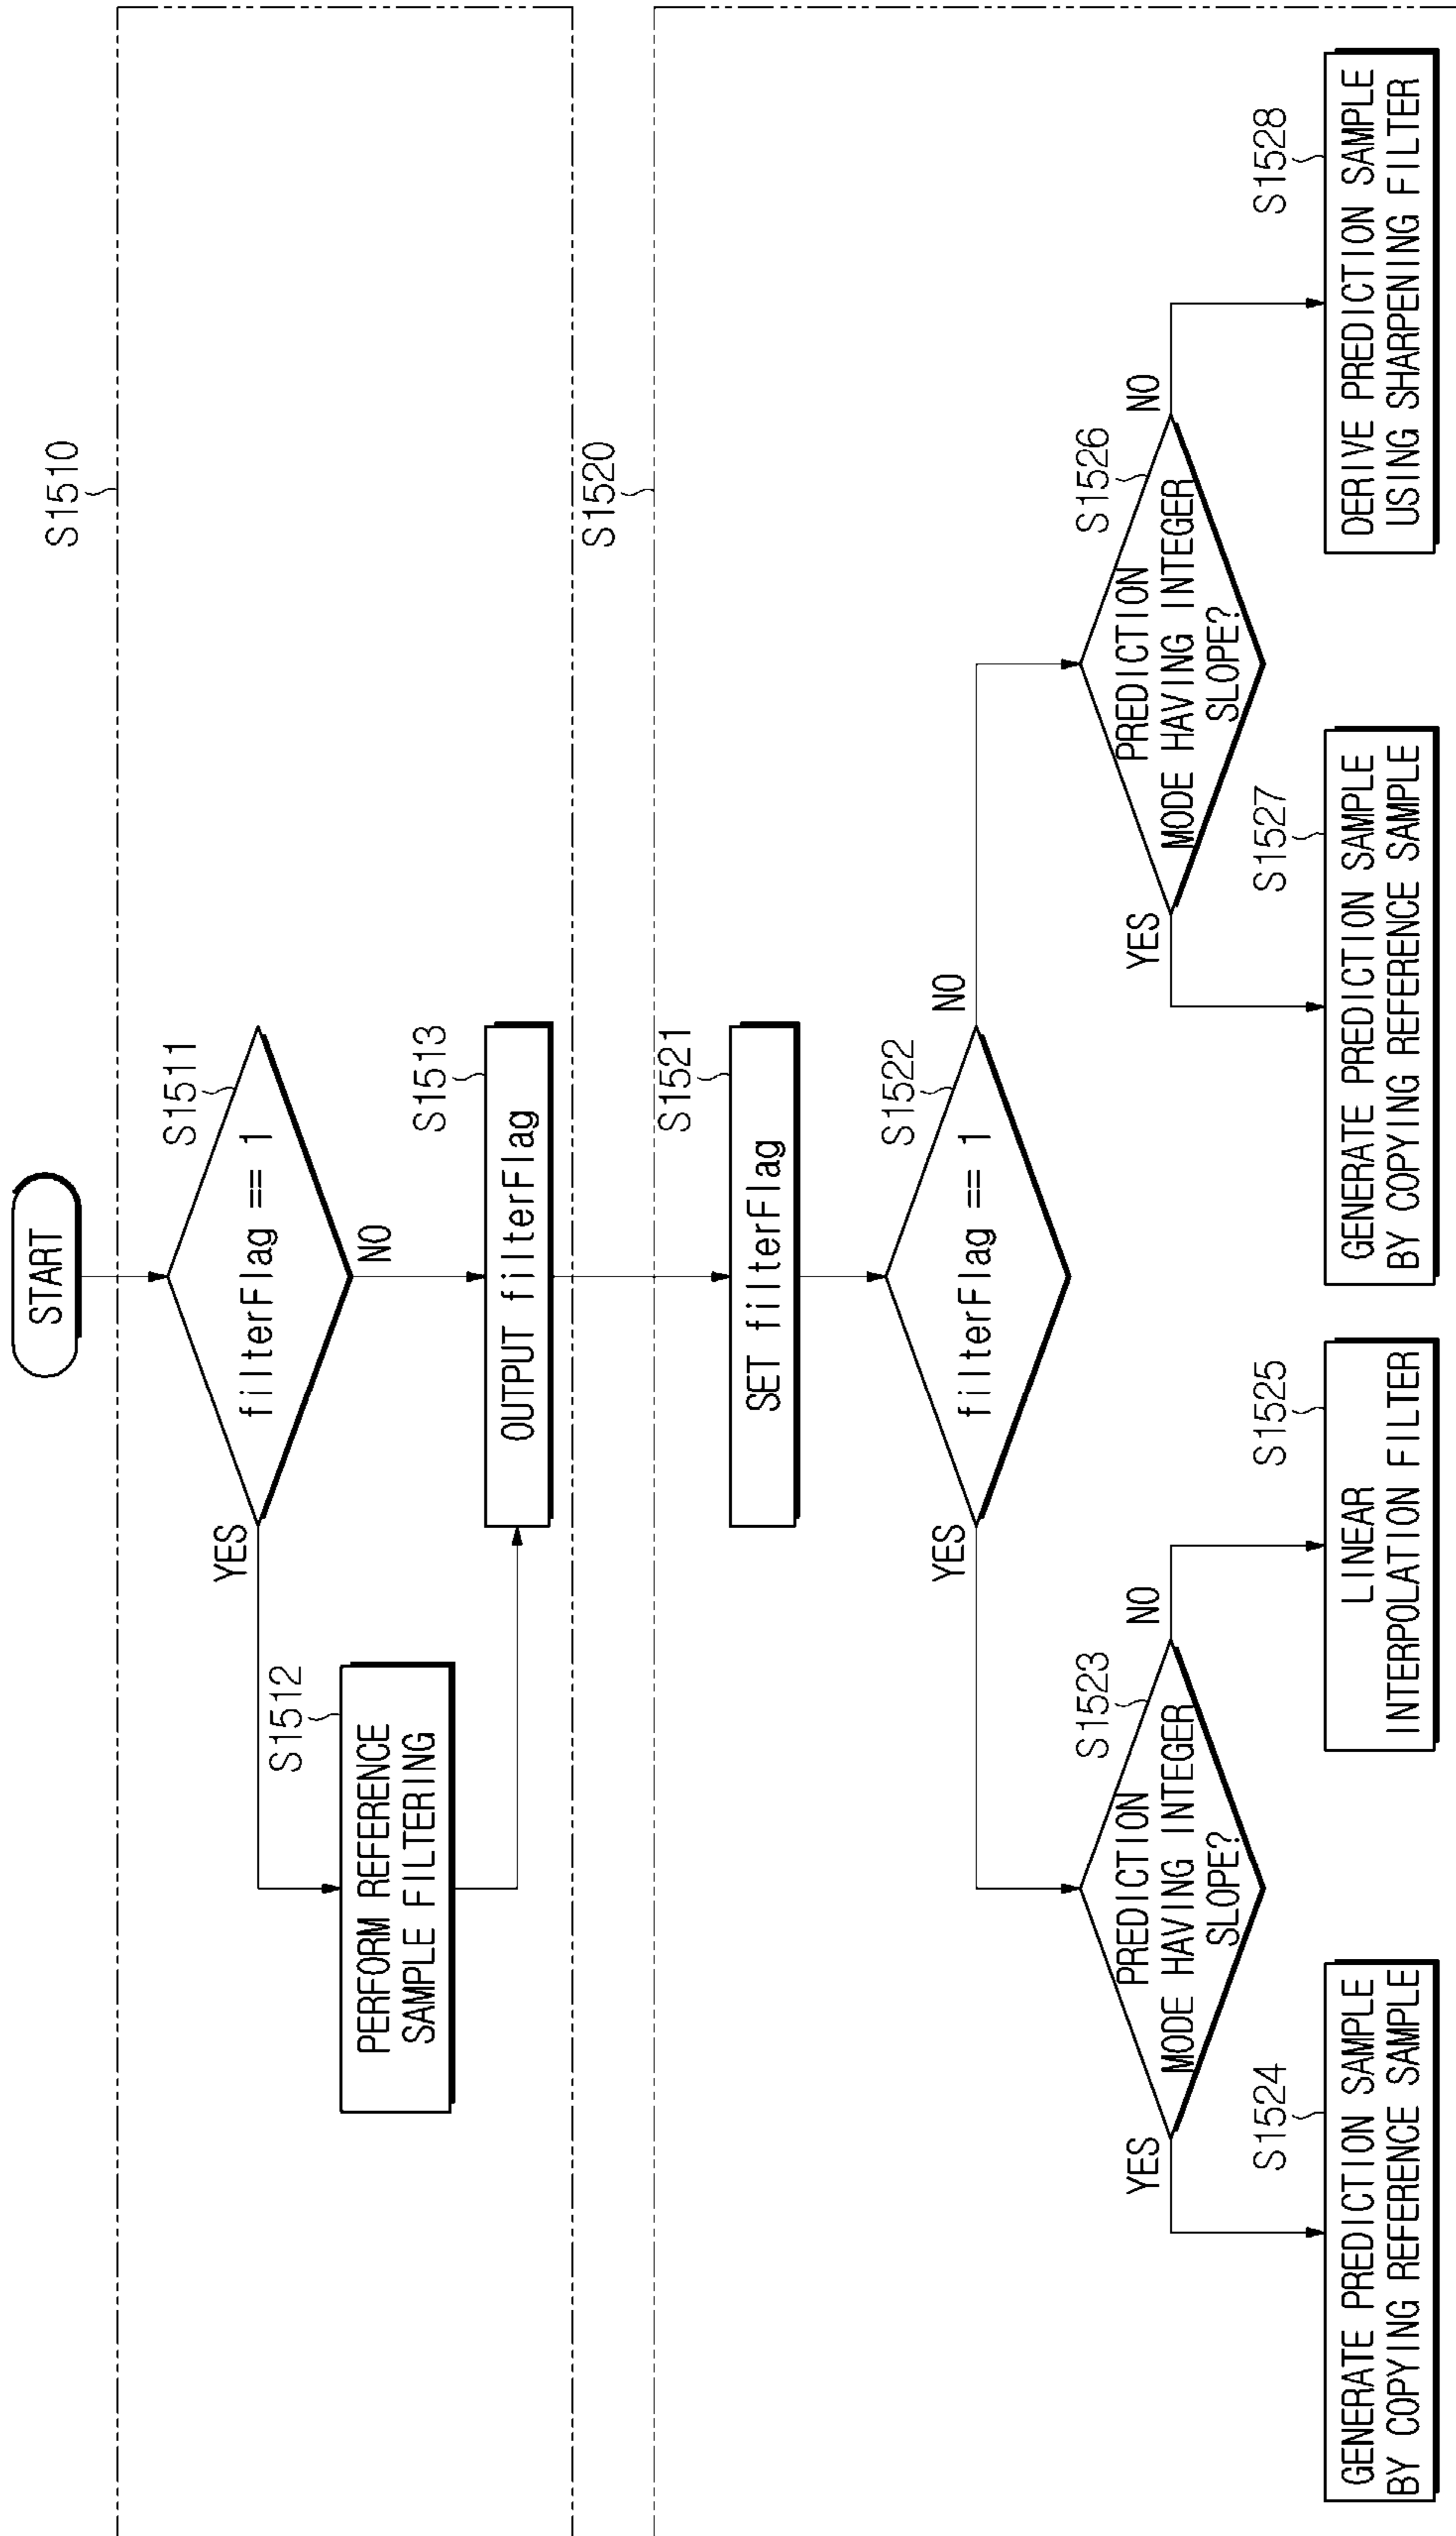 START
S1510
S1511
filterFlag == 1
YES
NO
S1512
PERFORM REFERENCE
SAMPLE FILTERING
S1513
OUTPUT filterFlag
S1520
S1521
SET filterFlag
S1522
filterFlag == 1
YES
NO
S1523
PREDICTION
MODE HAVING INTEGER
SLOPE?
YES
NO
S1526
PREDICTION
MODE HAVING INTEGER
SLOPE?
YES
NO
S1524
GENERATE PREDICTION SAMPLE
BY COPYING REFERENCE SAMPLE
S1525
LINEAR
INTERPOLATION FILTER
S1527
GENERATE PREDICTION SAMPLE
BY COPYING REFERENCE SAMPLE
S1528
DERIVE PREDICTION SAMPLE
USING SHARPENING FILTER